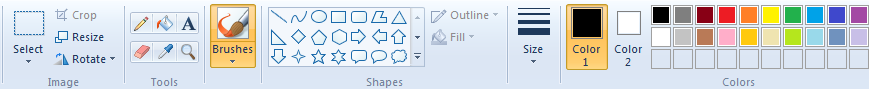 Select
Crop
Resize
Rotate
Image
A
Tools
Brushes
Outline
Fill
Shapes
Size
Color
1
Color
2
Colors